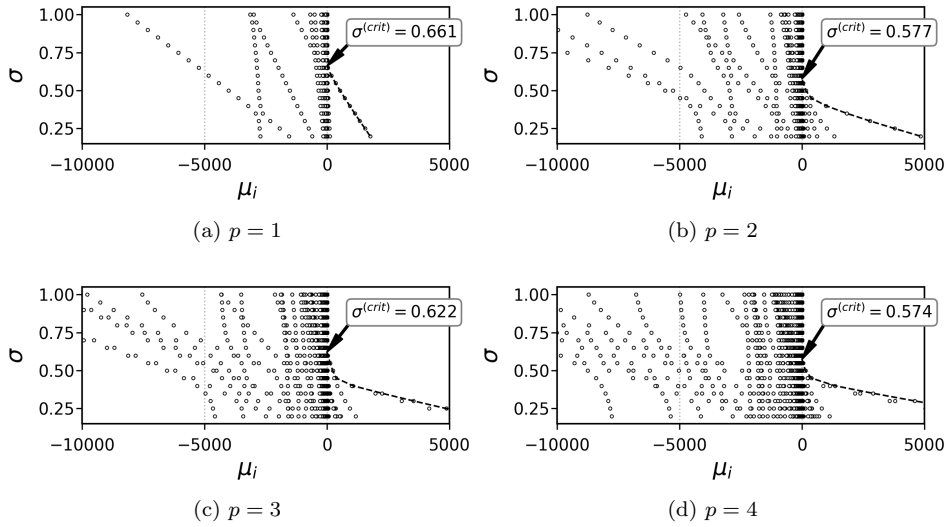 σ^(crit) = 0.661
1.00
0.75
0.50
0.25
σ
−10000 −5000 0 5000
μ_i
(a) p = 1
σ^(crit) = 0.577
1.00
0.75
0.50
0.25
σ
−10000 −5000 0 5000
μ_i
(b) p = 2
σ^(crit) = 0.622
1.00
0.75
0.50
0.25
σ
−10000 −5000 0 5000
μ_i
(c) p = 3
σ^(crit) = 0.574
1.00
0.75
0.50
0.25
σ
−10000 −5000 0 5000
μ_i
(d) p = 4